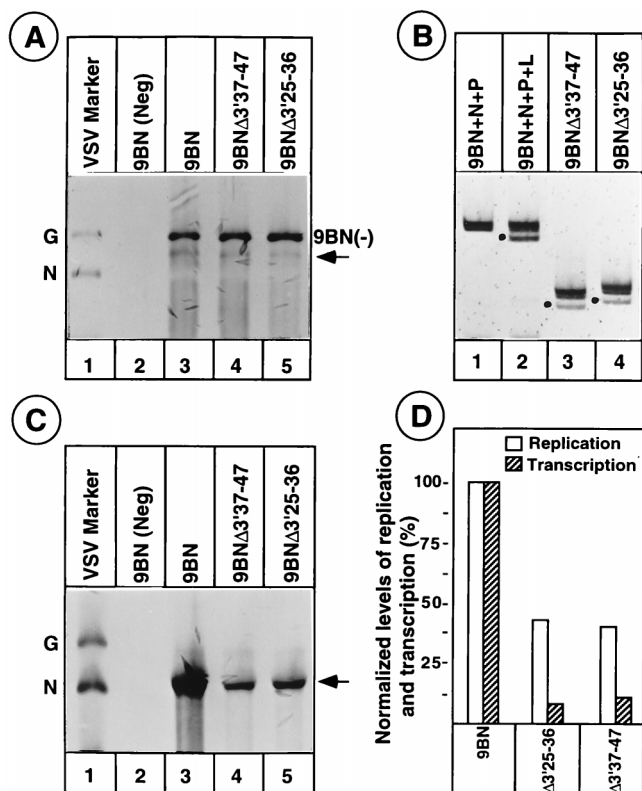 A
VSV Marker
9BN (Neg)
9BN
9BNΔ3'37-47
9BNΔ3'25-36
G
N
9BN(-)
1 2 3 4 5
B
9BN+N+P
9BN+N+P+L
9BNΔ3'37-47
9BNΔ3'25-36
1 2 3 4
C
VSV Marker
9BN (Neg)
9BN
9BNΔ3'37-47
9BNΔ3'25-36
G
N
1 2 3 4 5
D
Replication
Transcription
Normalized levels of replication
and transcription (%)
100-
75-
50-
25-
9BN
Δ3'25-36
Δ3'37-47